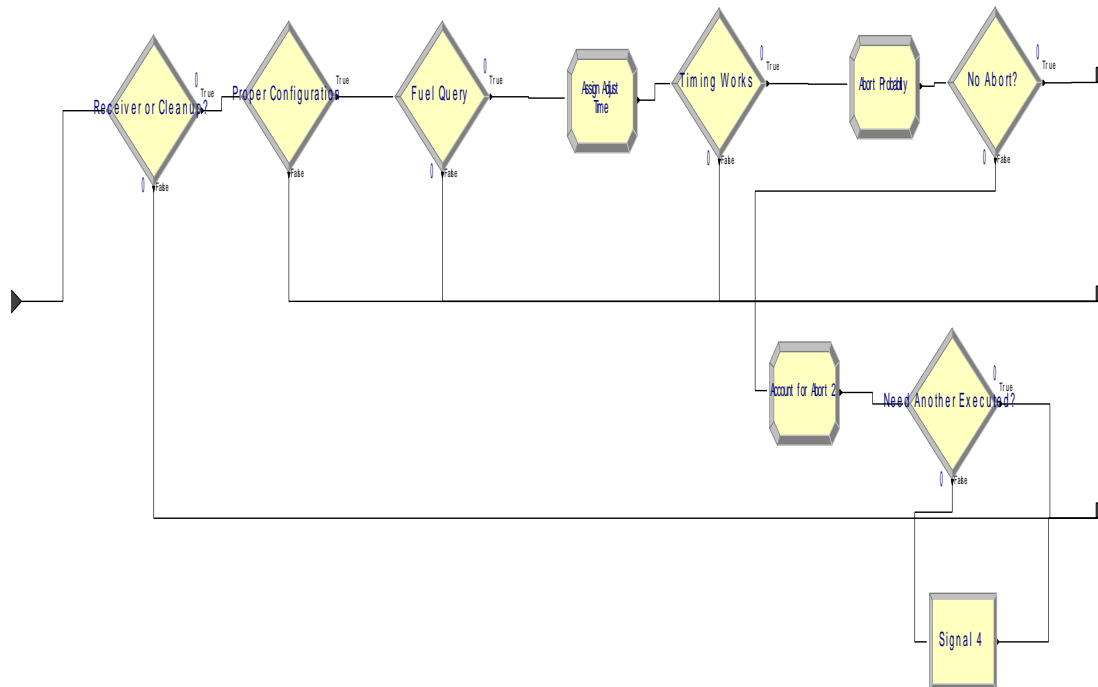 Receiver or Cleanup?
0
True
0
False
Proper Configuration
True
False
Fuel Query
0
True
0
False
Assign Adjust
Time
Timing Works
0
True
0
False
Abort Probabilly
No Abort?
0
True
0
False
Account for Abort 2
Need Another Executed?
0
True
0
False
Signal 4